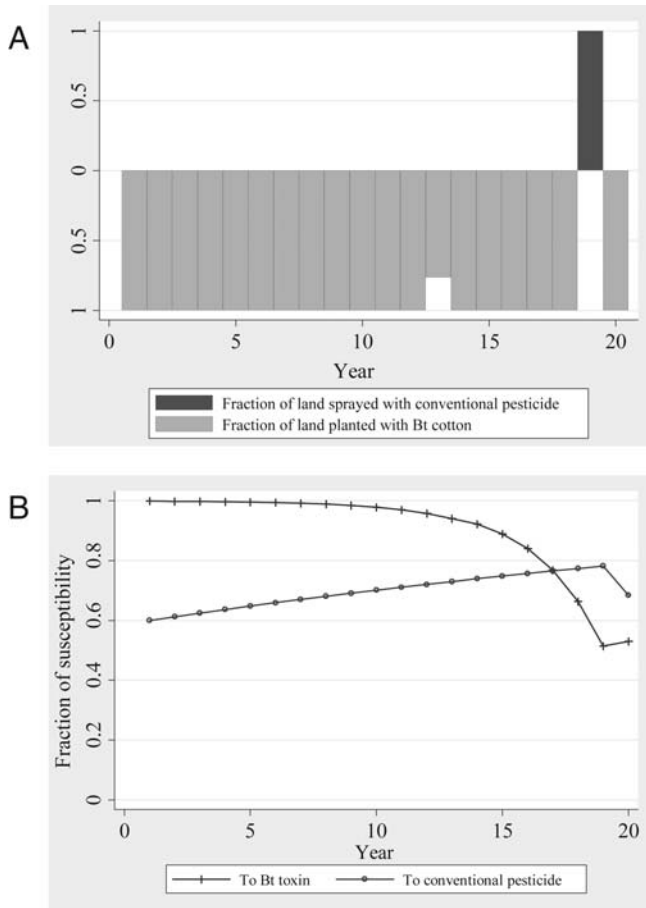 A
1
0.5
0
0.5
1
0 5 10 15 20
Year
Fraction of land sprayed with conventional pesticide
Fraction of land planted with Bt cotton
B
Fraction of susceptibility
1
0.8
0.6
0.4
0.2
0
0 5 10 15 20
Year
To Bt toxin To conventional pesticide